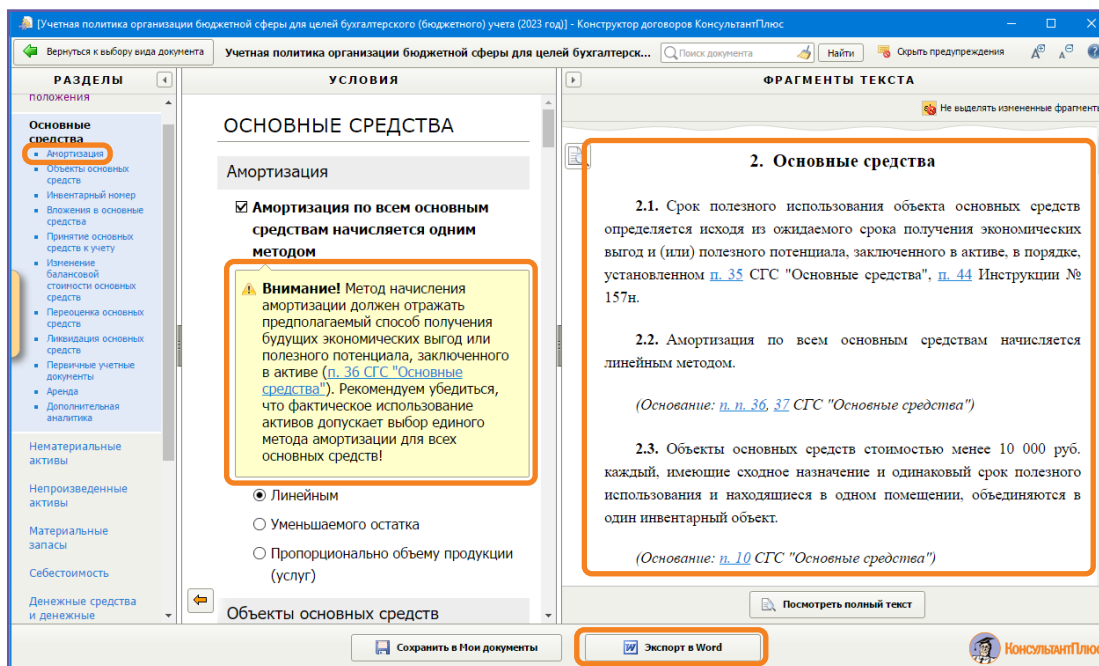 [Учетная политика организации бюджетной сферы для целей бухгалтерского (бюджетного) учета (2023 год)] - Конструктор договоров КонсультантПлюс
Вернуться к выбору вида документа
Учетная политика организации бюджетной сферы для целей бухгалтерск...
Поиск документа
Найти
Скрыть предупреждения
РАЗДЕЛЫ
положения
Основные
средства
Амортизация
Объекты основных
средств
Инвентарный номер
Вложения в основные
средства
Принятие основных
средств к учету
Изменение
балансовой
стоимости основных
средств
Переоценка основных
средств
Ликвидация основных
средств
Первичные учетные
документы
Аренда
Дополнительная
аналитика
Нематериальные
активы
Непроизведенные
активы
Материальные
запасы
Себестоимость
Денежные средства
и денежные
УСЛОВИЯ
ОСНОВНЫЕ СРЕДСТВА
Амортизация
Амортизация по всем основным
средствам начисляется одним
методом
Внимание! Метод начисления
амортизации должен отражать
предполагаемый способ получения
будущих экономических выгод или
полезного потенциала, заключенного
в активе (п. 36 СГС "Основные
средства"). Рекомендуем убедиться,
что фактическое использование
активов допускает выбор единого
метода амортизации для всех
основных средств!
Линейным
Уменьшаемого остатка
Пропорционально объему продукции
(услуг)
Объекты основных средств
ФРАГМЕНТЫ ТЕКСТА
Не выделять измененные фрагменты
2. Основные средства
2.1. Срок полезного использования объекта основных средств
определяется исходя из ожидаемого срока получения экономических
выгод и (или) полезного потенциала, заключенного в активе, в порядке,
установленном п. 35 СГС "Основные средства", п. 44 Инструкции №
157н.
2.2. Амортизация по всем основным средствам начисляется
линейным методом.
(Основание: п. п. 36, 37 СГС "Основные средства")
2.3. Объекты основных средств стоимостью менее 10 000 руб.
каждый, имеющие сходное назначение и одинаковый срок полезного
использования и находящиеся в одном помещении, объединяются в
один инвентарный объект.
(Основание: п. 10 СГС "Основные средства")
Посмотреть полный текст
Сохранить в Мои документы
Экспорт в Word
КонсультантПлюс